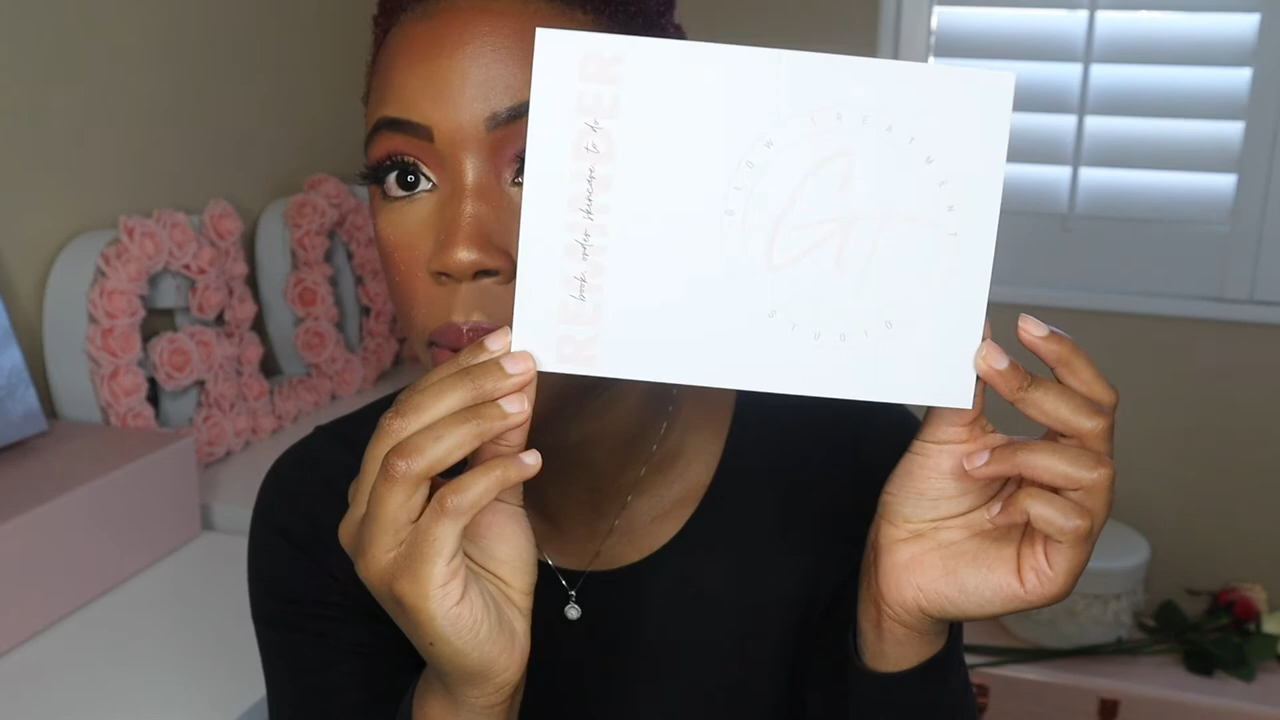 REMINDER
book, order skincare to do
GLOW TREATMENT
GT
STUDIO